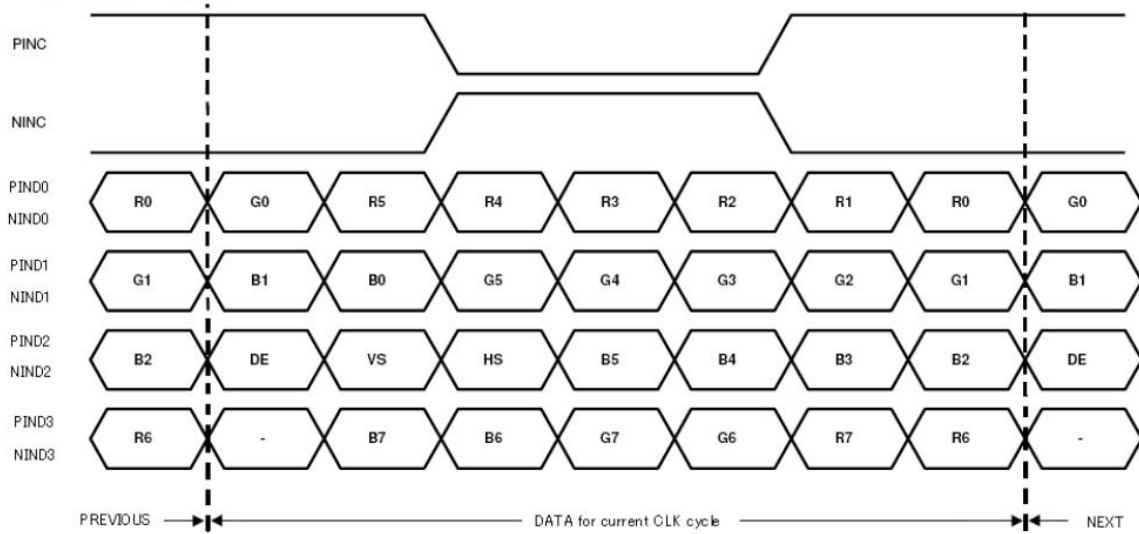 PINC
NINC
PIND0
NIND0
R0 G0 R5 R4 R3 R2 R1 R0 G0
PIND1
NIND1
G1 B1 B0 G5 G4 G3 G2 G1 B1
PIND2
NIND2
B2 DE VS HS B5 B4 B3 B2 DE
PIND3
NIND3
R6 - B7 B6 G7 G6 R7 R6 -
PREVIOUS DATA for current CLK cycle NEXT